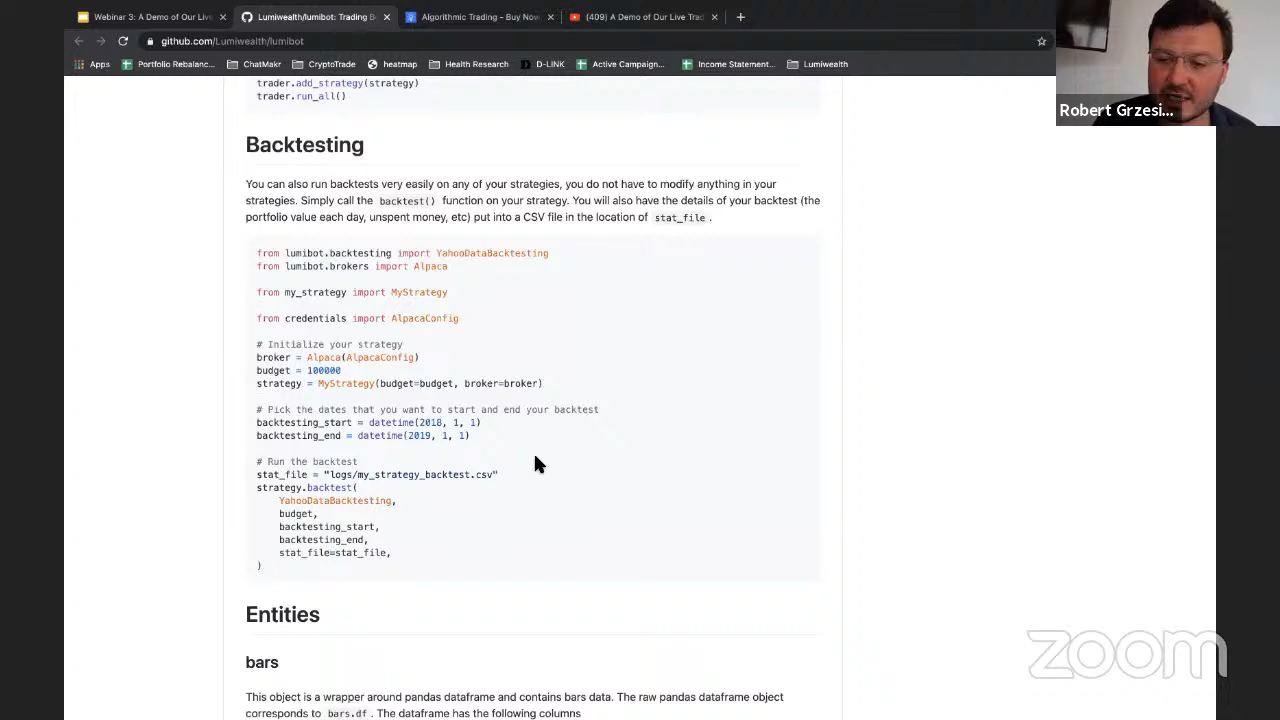 Webinar 3: A Demo of Our Liv
Lumiwealth/lumibot: Trading B
Algorithmic Trading - Buy Now
(409) A Demo of Our Live Trad
github.com/Lumiwealth/lumibot
Apps
Portfolio Rebalanc...
ChatMakr
CryptoTrade
heatmap
Health Research
D-LINK
Active Campaign...
Income Statement...
Lumiwealth
Robert Grzesi...
trader.add_strategy(strategy)
trader.run_all()
Backtesting
You can also run backtests very easily on any of your strategies, you do not have to modify anything in your
strategies. Simply call the backtest() function on your strategy. You will also have the details of your backtest (the
portfolio value each day, unspent money, etc) put into a CSV file in the location of stat_file .
from lumibot.backtesting import YahooDataBacktesting
from lumibot.brokers import Alpaca
from my_strategy import MyStrategy
from credentials import AlpacaConfig
# Initialize your strategy
broker = Alpaca(AlpacaConfig)
budget = 100000
strategy = MyStrategy(budget=budget, broker=broker)
# Pick the dates that you want to start and end your backtest
backtesting_start = datetime(2018, 1, 1)
backtesting_end = datetime(2019, 1, 1)
# Run the backtest
stat_file = "logs/my_strategy_backtest.csv"
strategy.backtest(
YahooDataBacktesting,
budget,
backtesting_start,
backtesting_end,
stat_file=stat_file,
)
Entities
bars
This object is a wrapper around pandas dataframe and contains bars data. The raw pandas dataframe object
corresponds to bars.df . The dataframe has the following columns
zoom